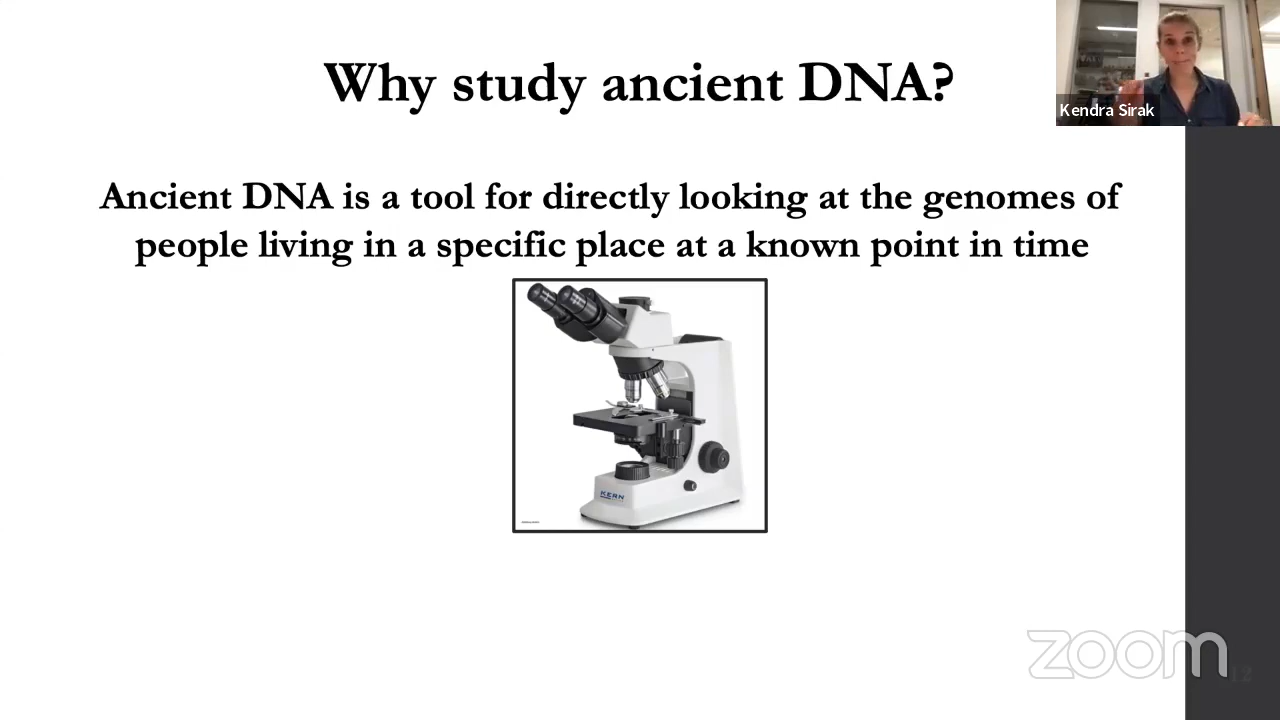 Why study ancient DNA?
Kendra Sirak
Ancient DNA is a tool for directly looking at the genomes of
people living in a specific place at a known point in time
KERN
zoom
12